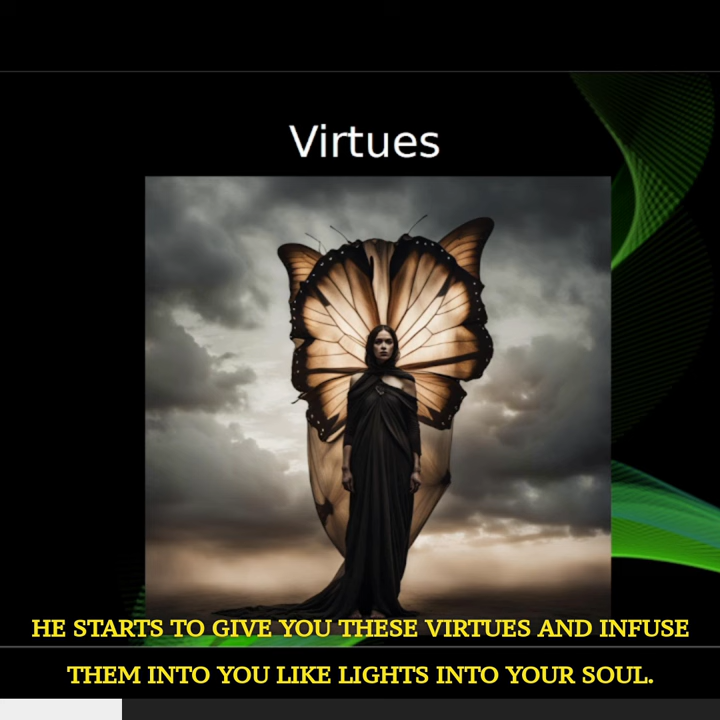 Virtues
HE STARTS TO GIVE YOU THESE VIRTUES AND INFUSE
THEM INTO YOU LIKE LIGHTS INTO YOUR SOUL.